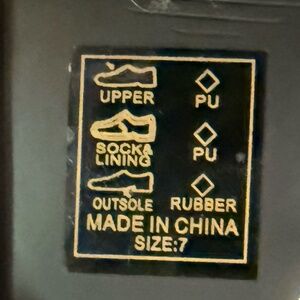 UPPER PU
SOCK&
LINING PU
OUTSOLE RUBBER
MADE IN CHINA
SIZE:7